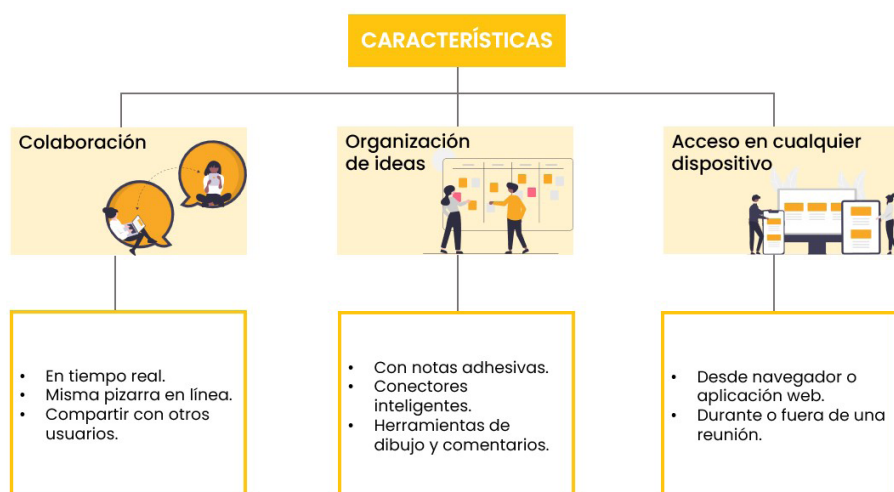 CARACTERÍSTICAS
Colaboración
Organización
de ideas
Acceso en cualquier
dispositivo
• En tiempo real.
• Misma pizarra en línea.
• Compartir con otros
usuarios.
• Con notas adhesivas.
• Conectores
inteligentes.
• Herramientas de
dibujo y comentarios.
• Desde navegador o
aplicación web.
• Durante o fuera de una
reunión.